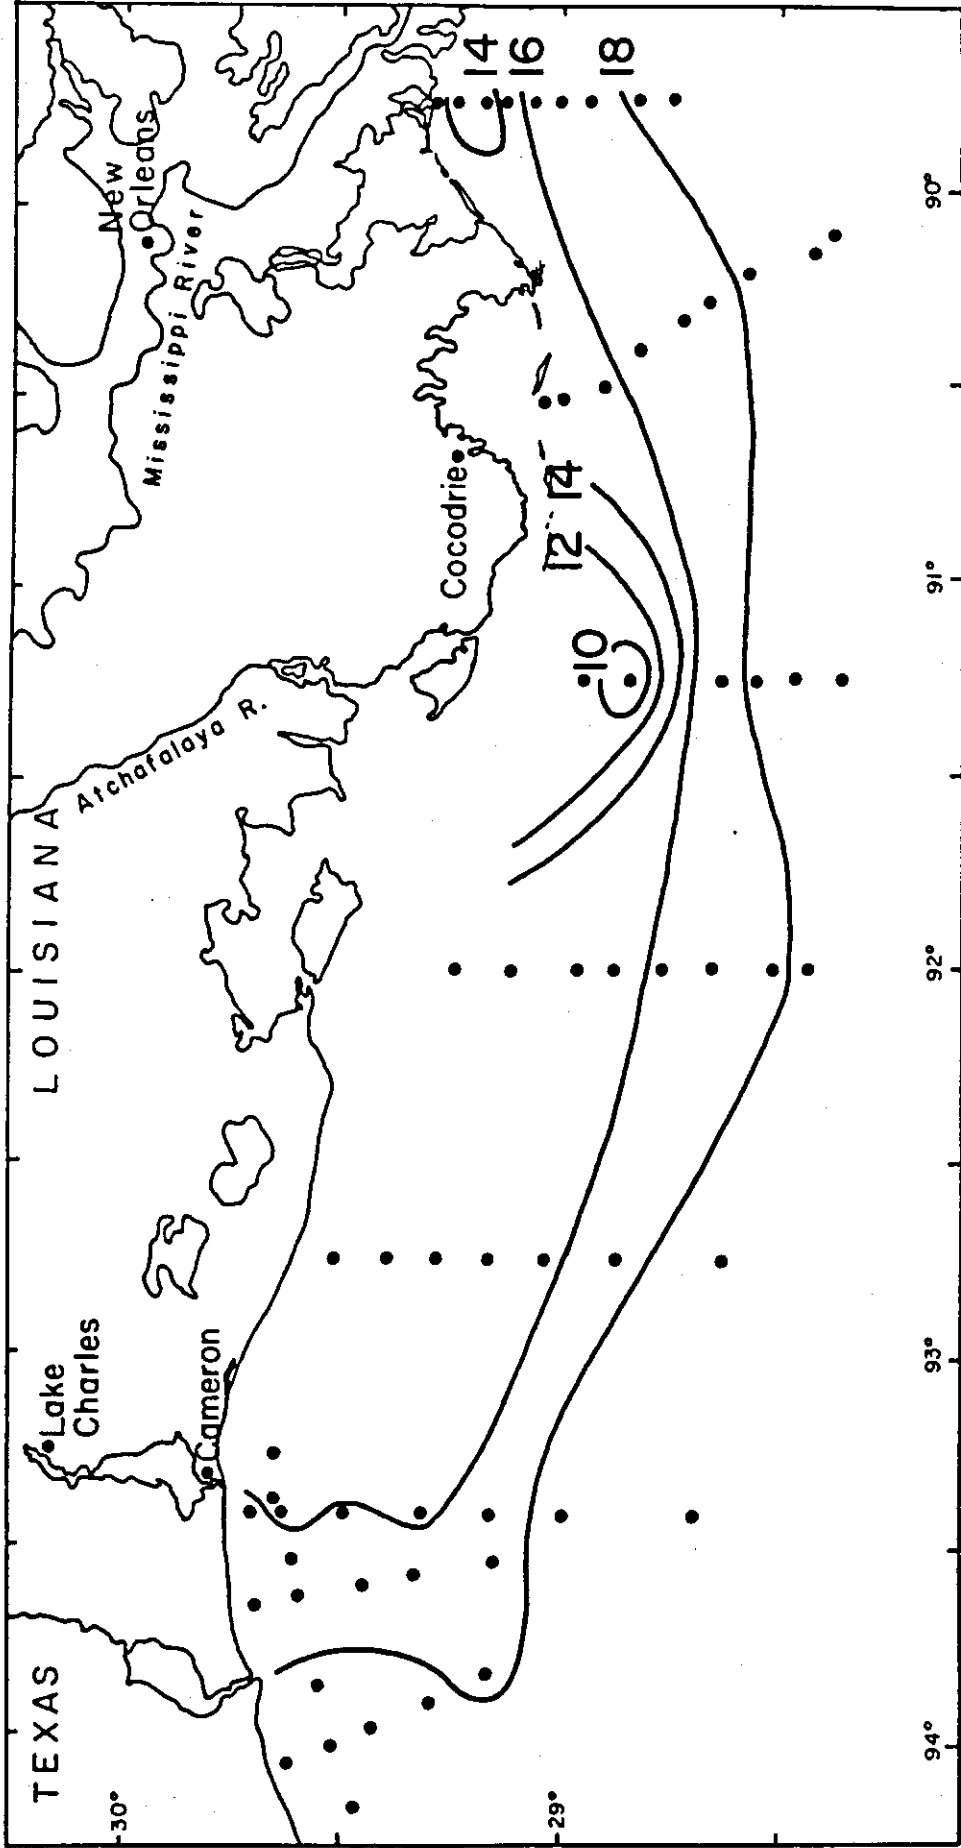 TEXAS
LOUISIANA
Lake
Charles
Cameron
Atchafalaya R.
Mississippi River
New
Orleans
Cocodrie
10
12
14
14
16
18
30°
29°
94°
93°
92°
91°
90°